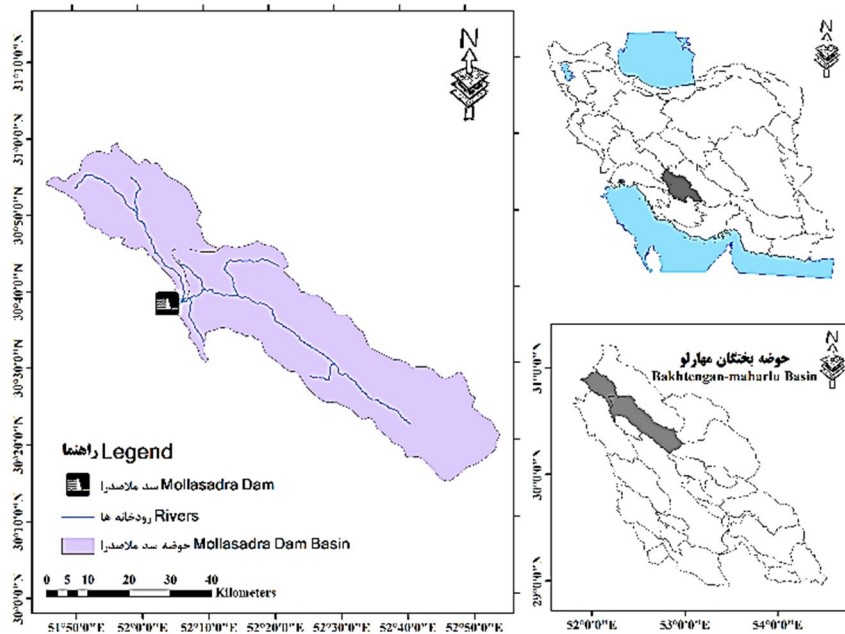 N
N
31°10'0"N
31°0'0"N
30°50'0"N
30°40'0"N
30°30'0"N
30°20'0"N
30°10'0"N
30°0'0"N
راهنما Legend
سد ملاصدرا Mollasadra Dam
رودخانه ها Rivers
حوضه سد ملاصدرا Mollasadra Dam Basin
0 5 10 20 30 40
Kilometers
51°50'0"E 52°0'0"E 52°10'0"E 52°20'0"E 52°30'0"E 52°40'0"E 52°50'0"E
حوضه بختگان مهارلو
Bakhtengan-maharlu Basin
N
31°0'0"N
30°0'0"N
29°0'0"N
52°0'0"E 53°0'0"E 54°0'0"E